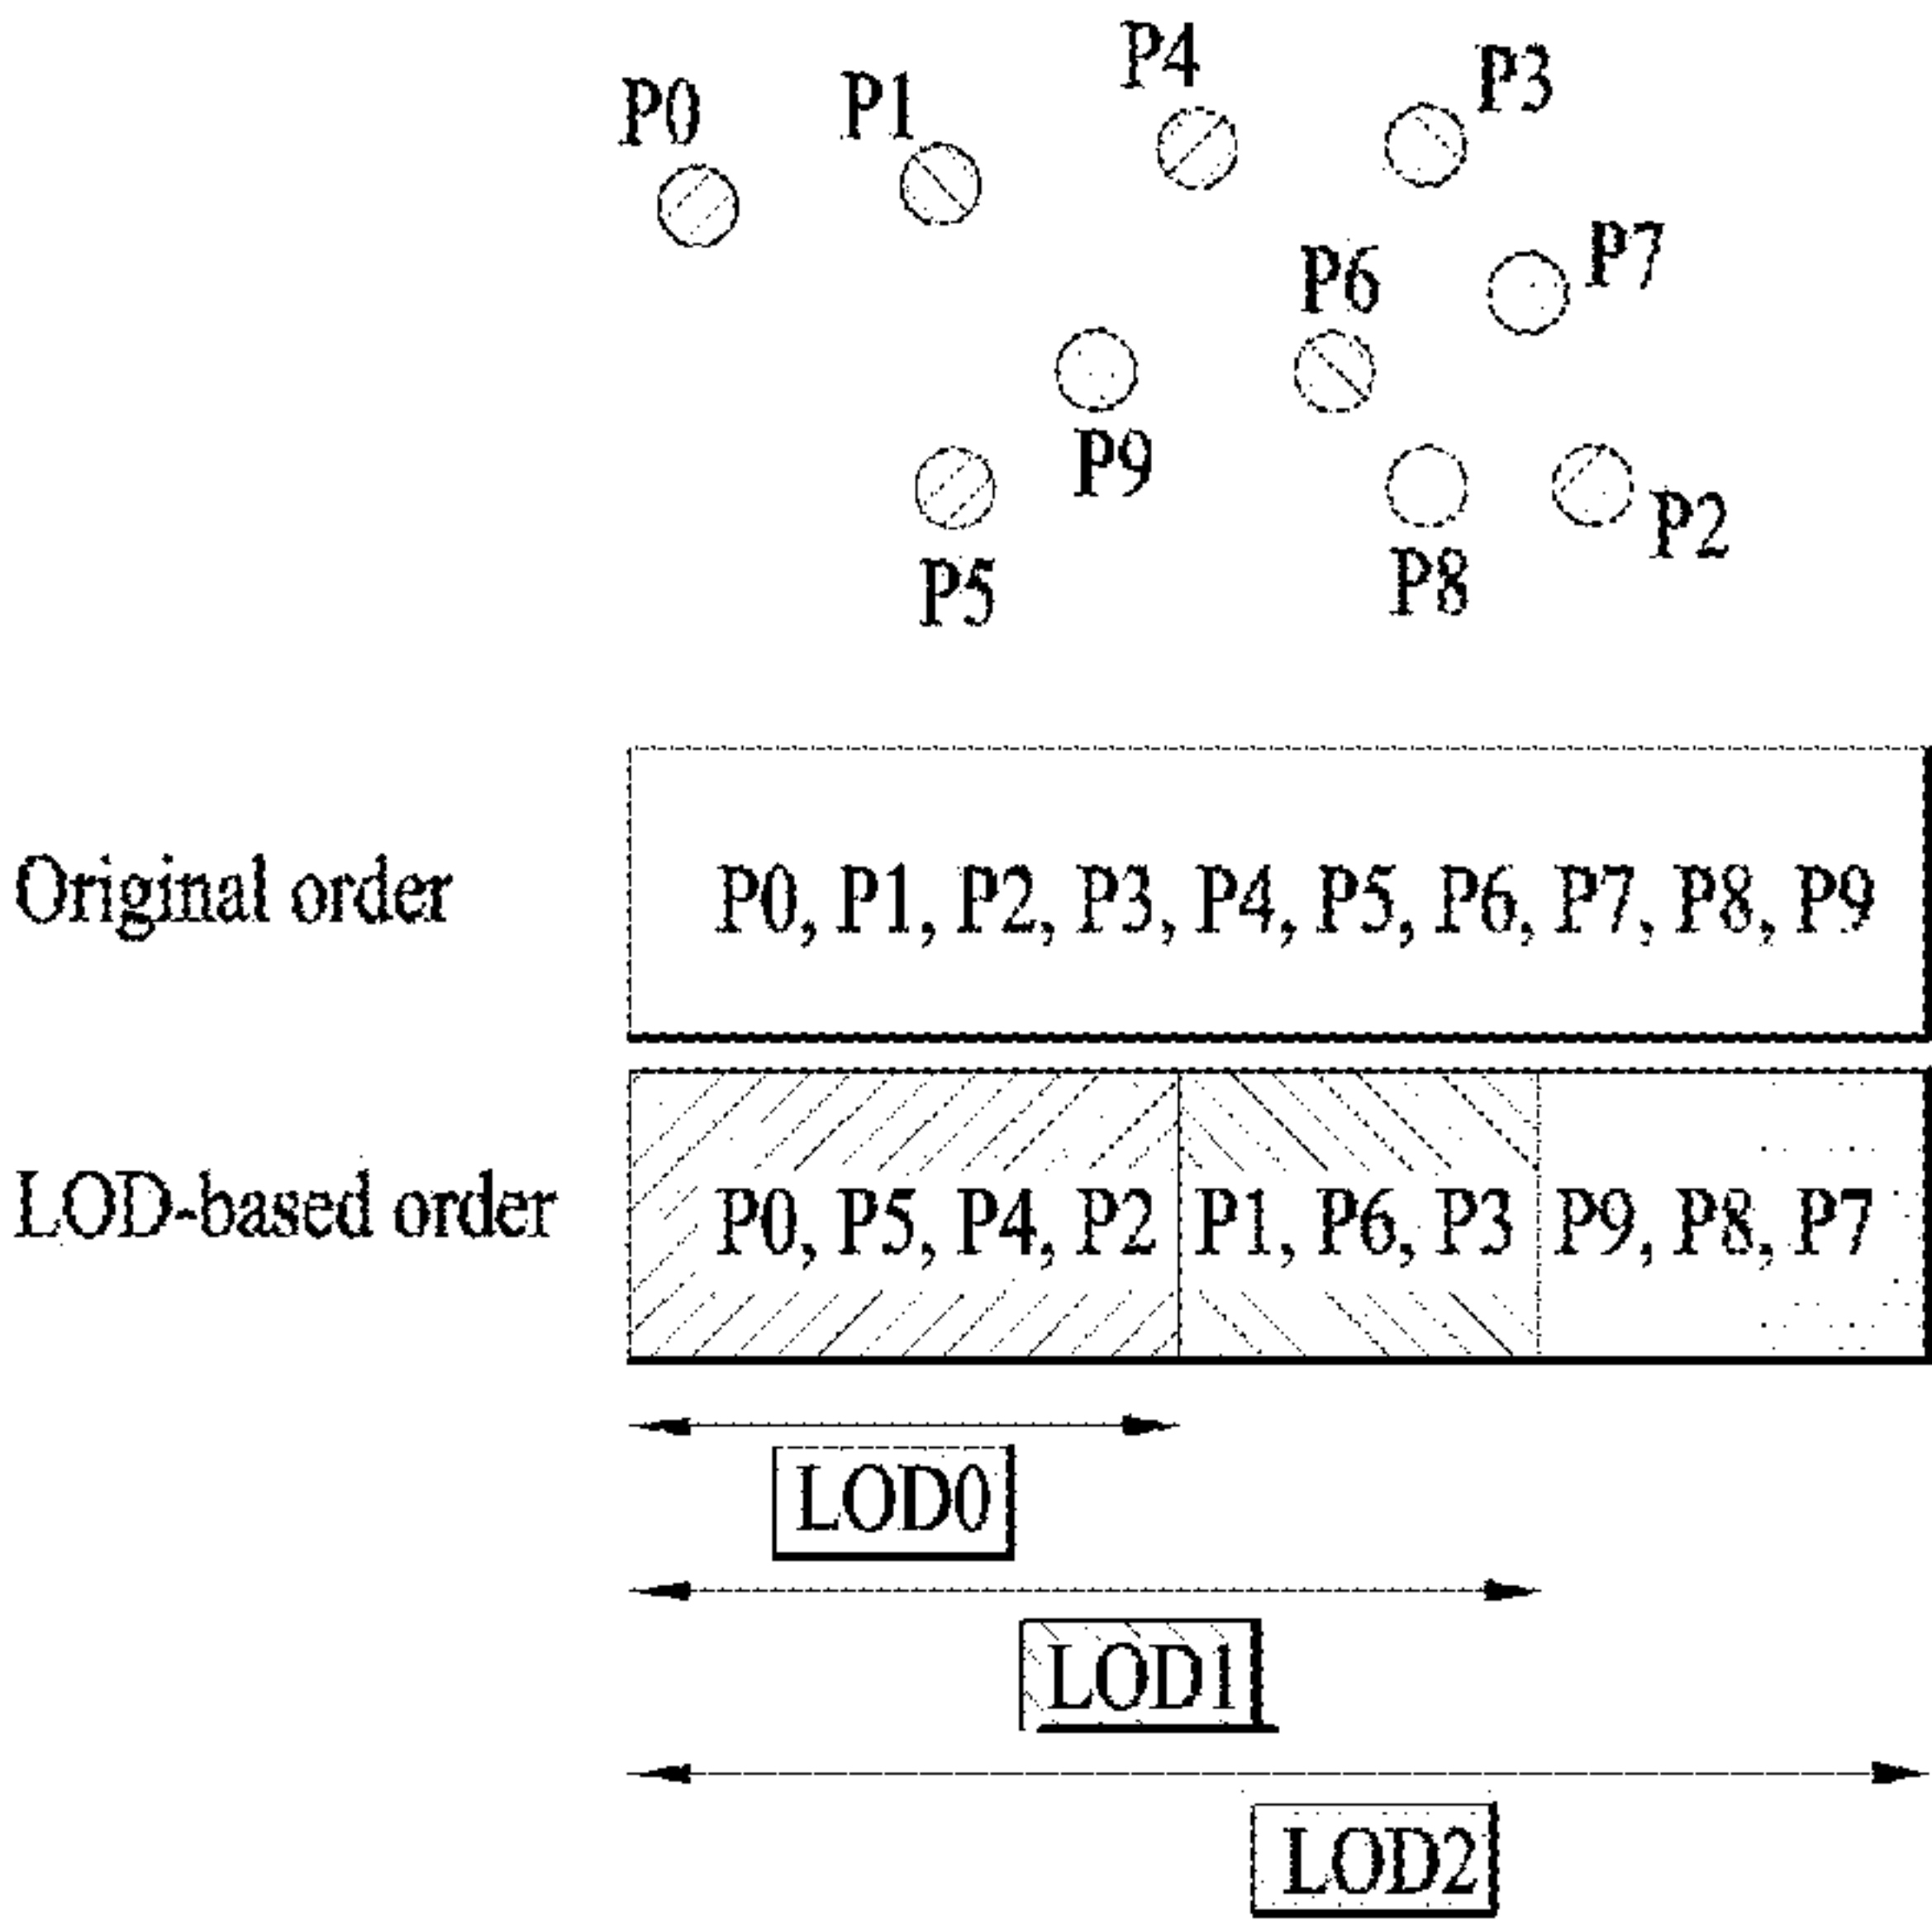 P4
P3
P0
P1
P7
P6
P9
P2
P5
P8
Original order
P0, P1, P2, P3, P4, P5, P6, P7, P8, P9
LOD-based order
P0, P5, P4, P2
P1, P6, P3
P9, P8, P7
LOD0
LOD1
LOD2